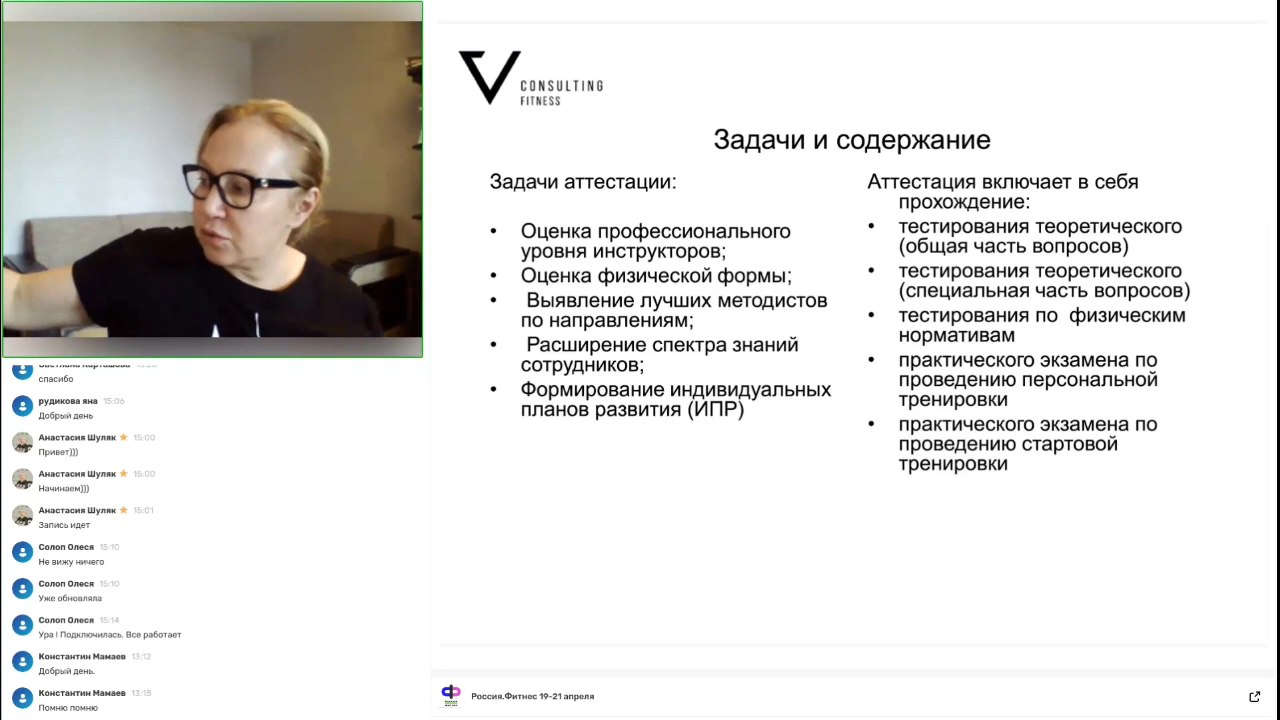 CONSULTING
FITNESS
Задачи и содержание
Задачи аттестации:
• Оценка профессионального
уровня инструкторов;
• Оценка физической формы;
• Выявление лучших методистов
по направлениям;
• Расширение спектра знаний
сотрудников;
• Формирование индивидуальных
планов развития (ИПР)
Аттестация включает в себя
прохождение:
• тестирования теоретического
(общая часть вопросов)
• тестирования теоретического
(специальная часть вопросов)
• тестирования по физическим
нормативам
• практического экзамена по
проведению персональной
тренировки
• практического экзамена по
проведению стартовой
тренировки
спасибо
рудикова яна 15:06
Добрый день
Анастасия Шуляк 15:00
Привет)))
Анастасия Шуляк 15:00
Начинаем)))
Анастасия Шуляк 15:01
Запись идет
Солоп Олеся 15:10
Не вижу ничего
Солоп Олеся 15:10
Уже обновляла
Солоп Олеся 15:14
Ура ! Подключилась. Все работает
Константин Мамаев 13:12
Добрый день.
Константин Мамаев 13:18
Помню помню
Россия.Фитнес 19-21 апреля